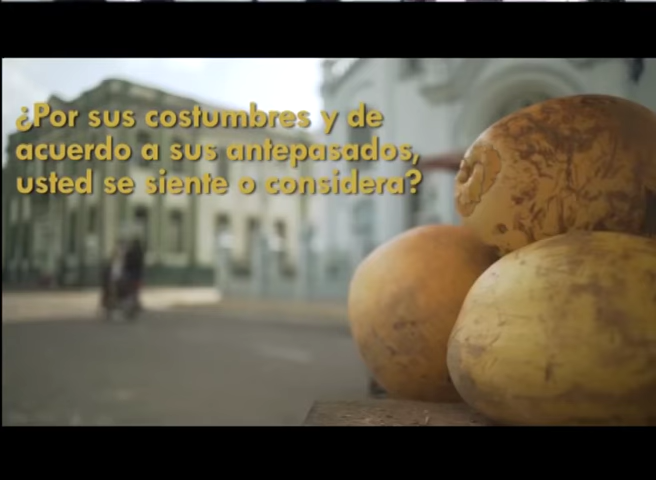 ¿Por sus costumbres y de
acuerdo a sus antepasados,
usted se siente o considera?